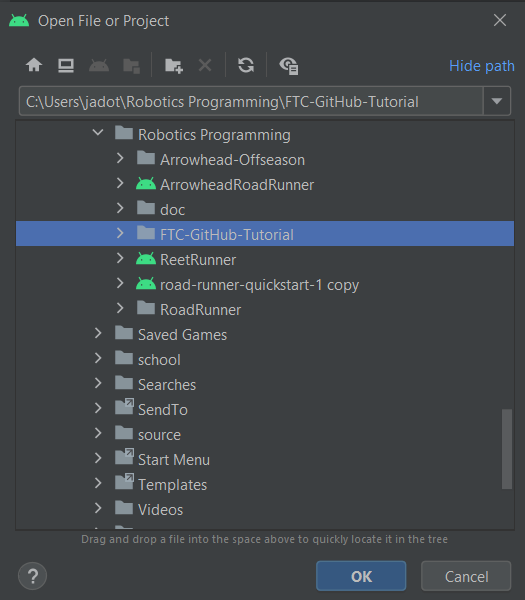 Open File or Project
Hide path
C:\Users\jadot\Robotics Programming\FTC-GitHub-Tutorial
Robotics Programming
Arrowhead-Offseason
ArrowheadRoadRunner
doc
FTC-GitHub-Tutorial
ReetRunner
road-runner-quickstart-1 copy
RoadRunner
Saved Games
school
Searches
SendTo
source
Start Menu
Templates
Videos
Drag and drop a file into the space above to quickly locate it in the tree
?
OK
Cancel